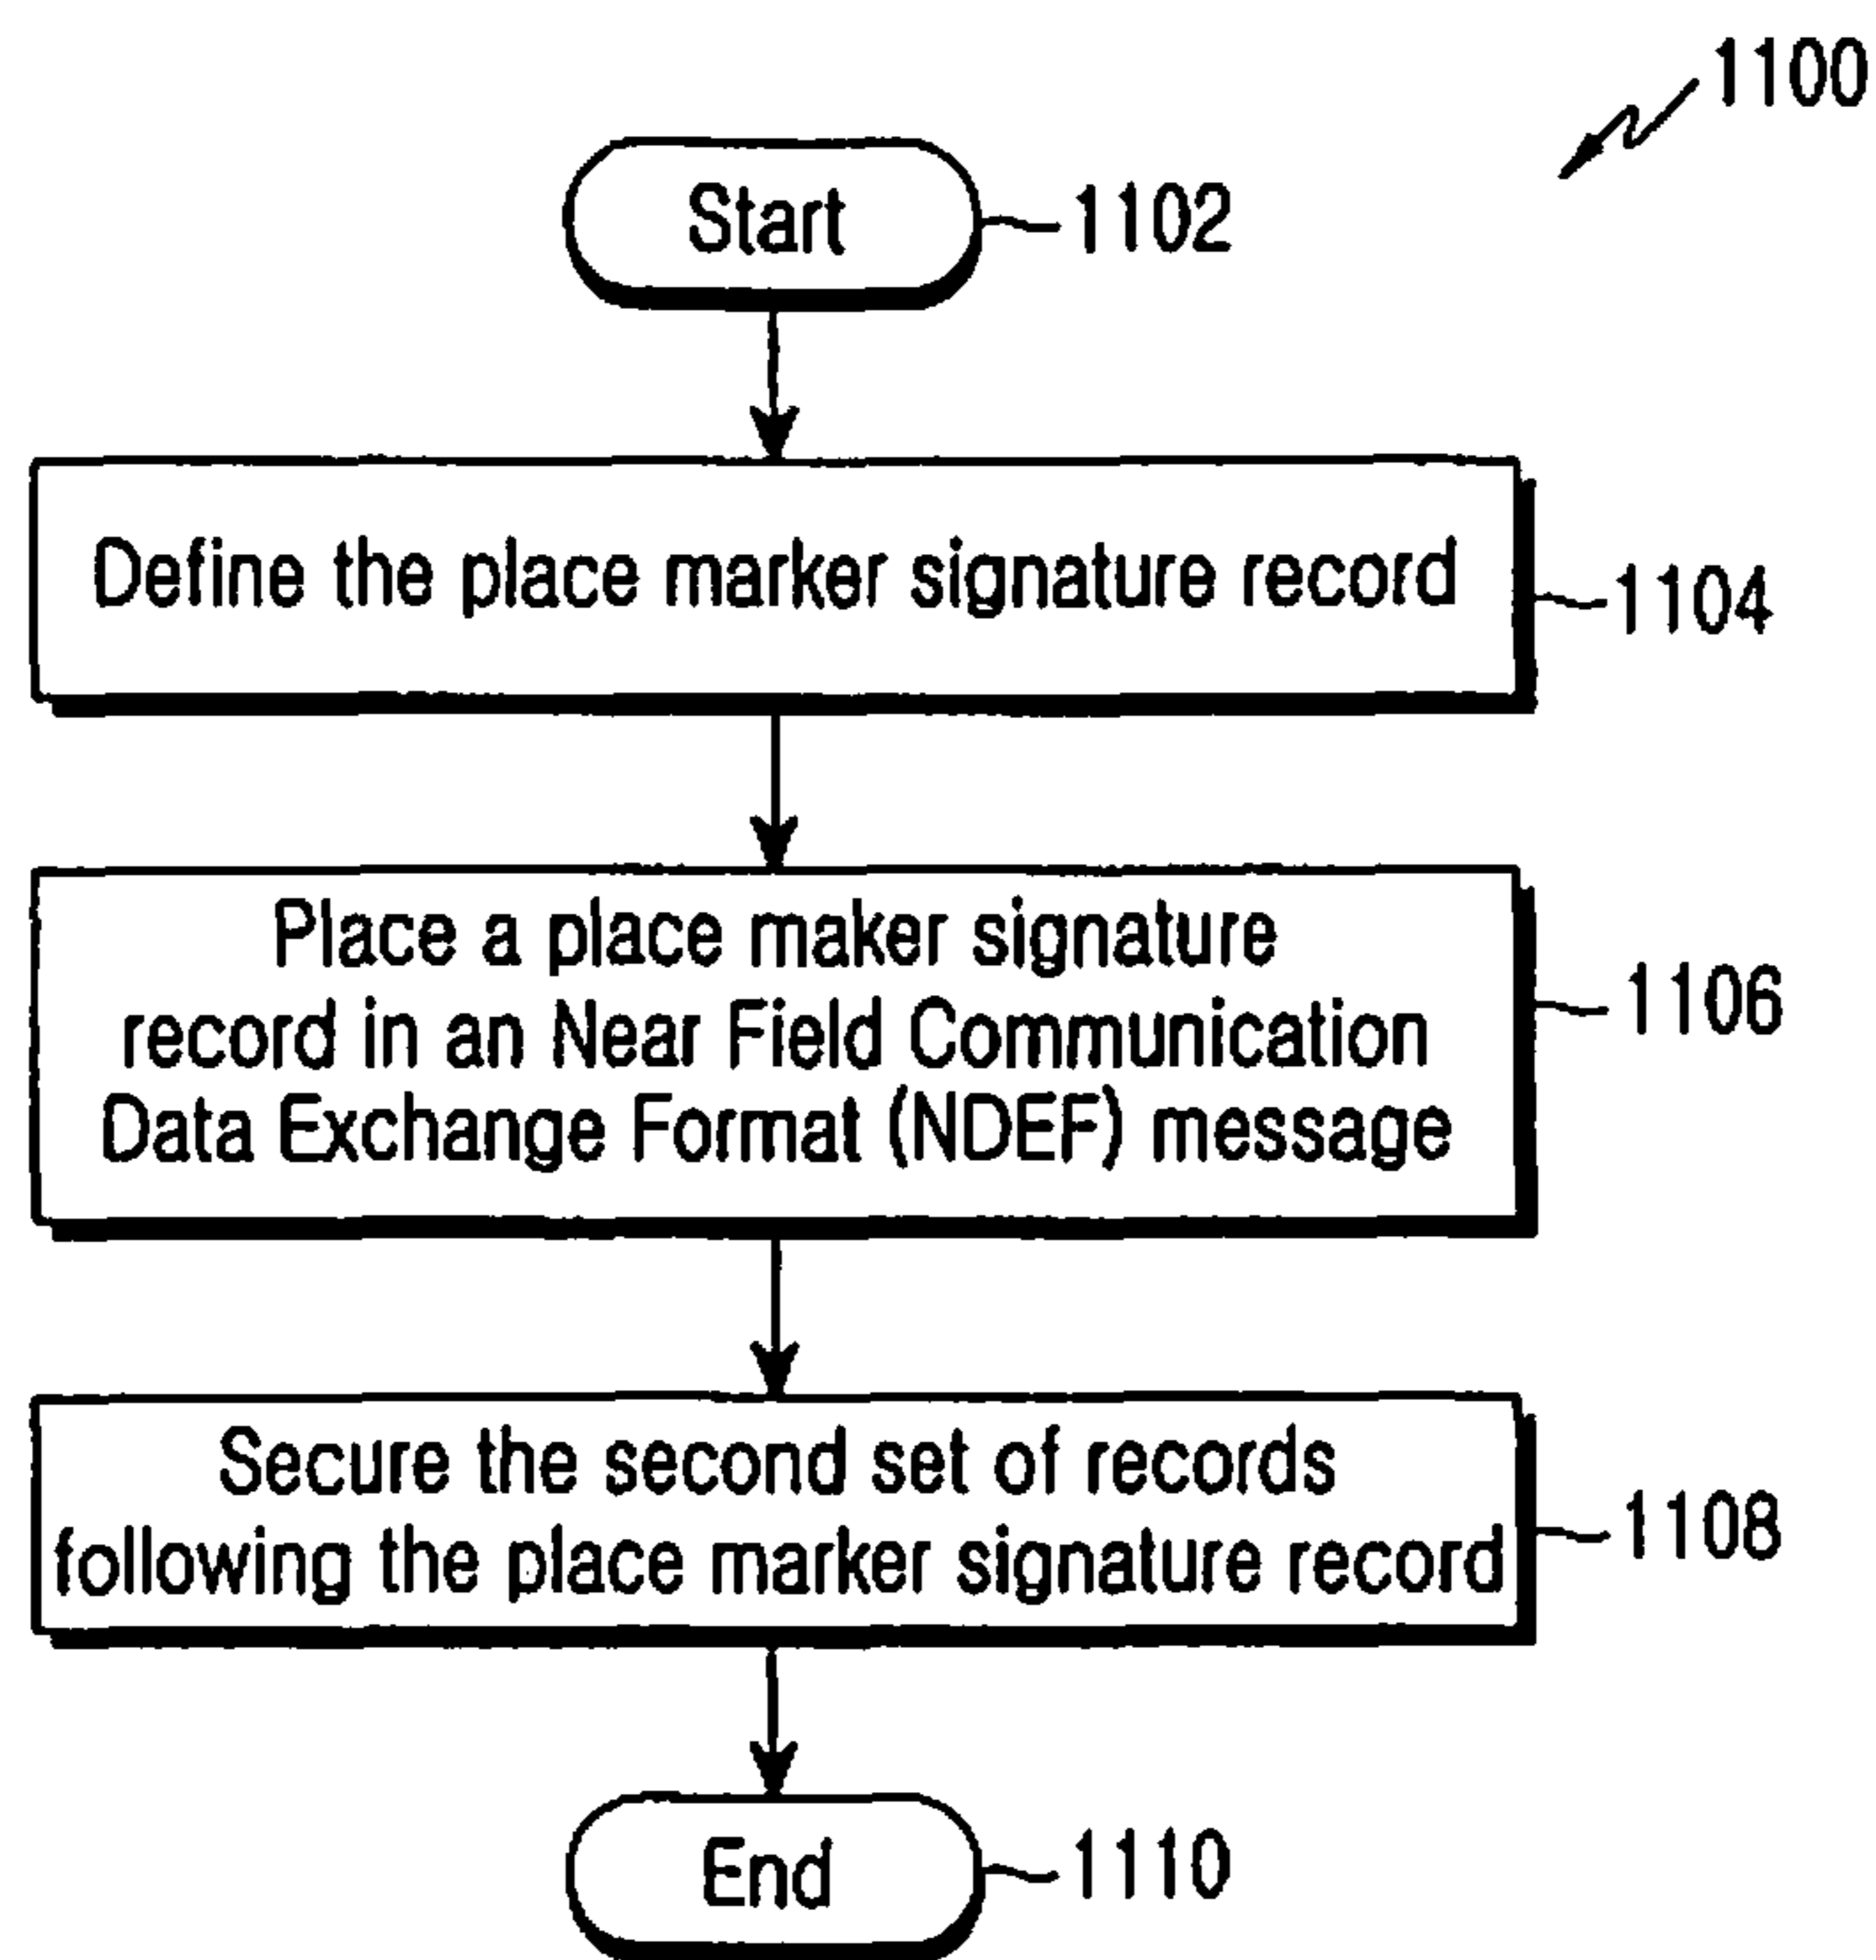 1100
Start
1102
Define the place marker signature record
1104
Place a place maker signature
record in an Near Field Communication
Data Exchange Format (NDEF) message
1106
Secure the second set of records
following the place marker signature record
1108
End
1110